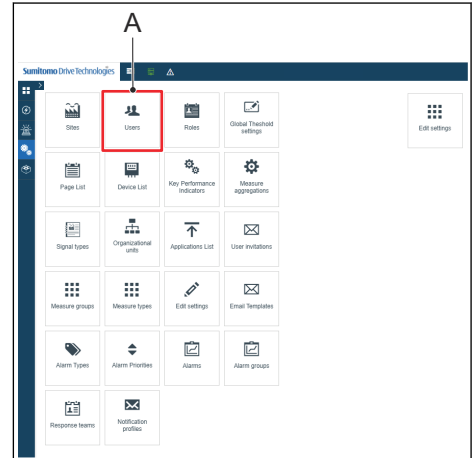 A
Sumitomo Drive Technologies
Sites
Users
Roles
Global Theshold
settings
Edit settings
Page List
Device List
Key Performance
Indicators
Measure
aggregations
Signal types
Organizational
units
Applications List
User invitations
Measure groups
Measure types
Edit settings
Email Templates
Alarm Types
Alarm Priorities
Alarms
Alarm groups
Response teams
Notification
profiles